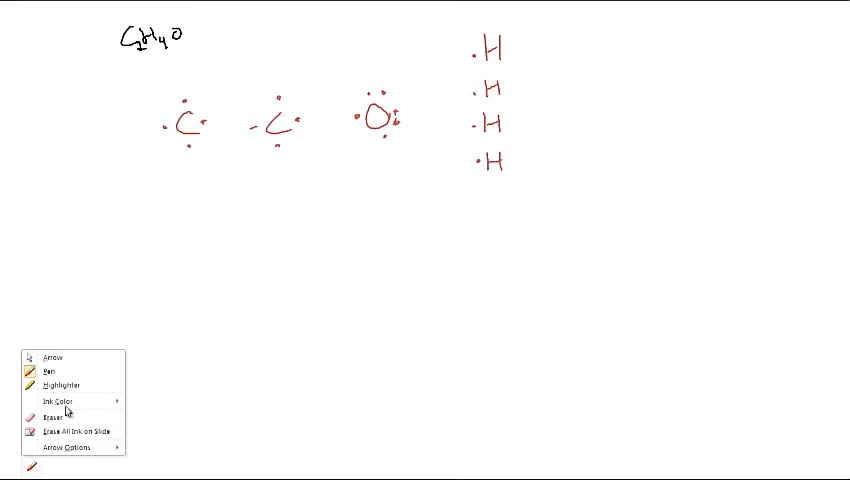 C₂H₄O
C C O
H
H
H
H
Arrow
Pen
Highlighter
Ink Color
Eraser
Erase All Ink on Slide
Arrow Options